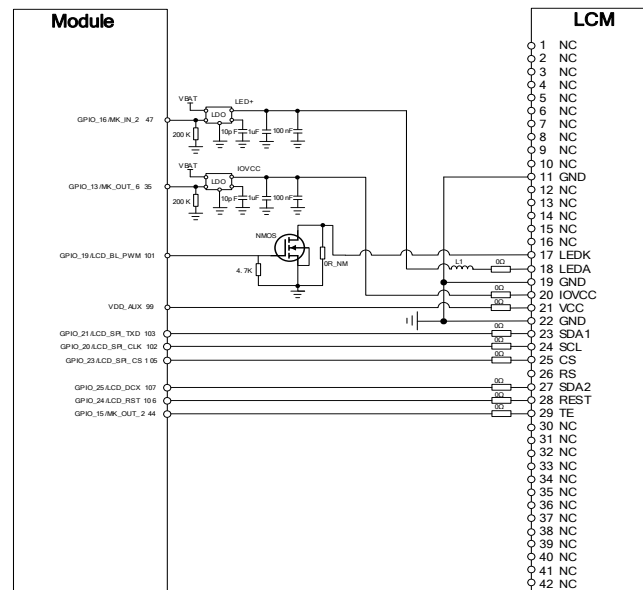 Module
LCM
1 NC
2 NC
3 NC
4 NC
5 NC
6 NC
7 NC
8 NC
9 NC
10 NC
11 GND
12 NC
13 NC
14 NC
15 NC
16 NC
17 LEDK
18 LEDA
19 GND
20 IOVCC
21 VCC
22 GND
23 SDA1
24 SCL
25 CS
26 RS
27 SDA2
28 REST
29 TE
30 NC
31 NC
32 NC
33 NC
34 NC
35 NC
36 NC
37 NC
38 NC
39 NC
40 NC
41 NC
42 NC
GPIO_16/MK_IN_2 47
VBAT
LDO
LED+
200 K
10pF
1uF
100 nF
GPIO_13/MK_OUT_6 35
VBAT
LDO
IOVCC
200 K
10pF
1uF
100 nF
GPIO_19/LCD_BL_PWM 101
NMOS
4.7K
0R_NM
L1
0Ω
0Ω
VDD_AUX 99
0Ω
GPIO_21/LCD_SPI_TXD 103
0Ω
GPIO_20/LCD_SPI_CLK 102
0Ω
GPIO_23/LCD_SPI_CS 105
0Ω
GPIO_25/LCD_DCX 107
0Ω
GPIO_24/LCD_RST 106
0Ω
GPIO_15/MK_OUT_2 44
0Ω